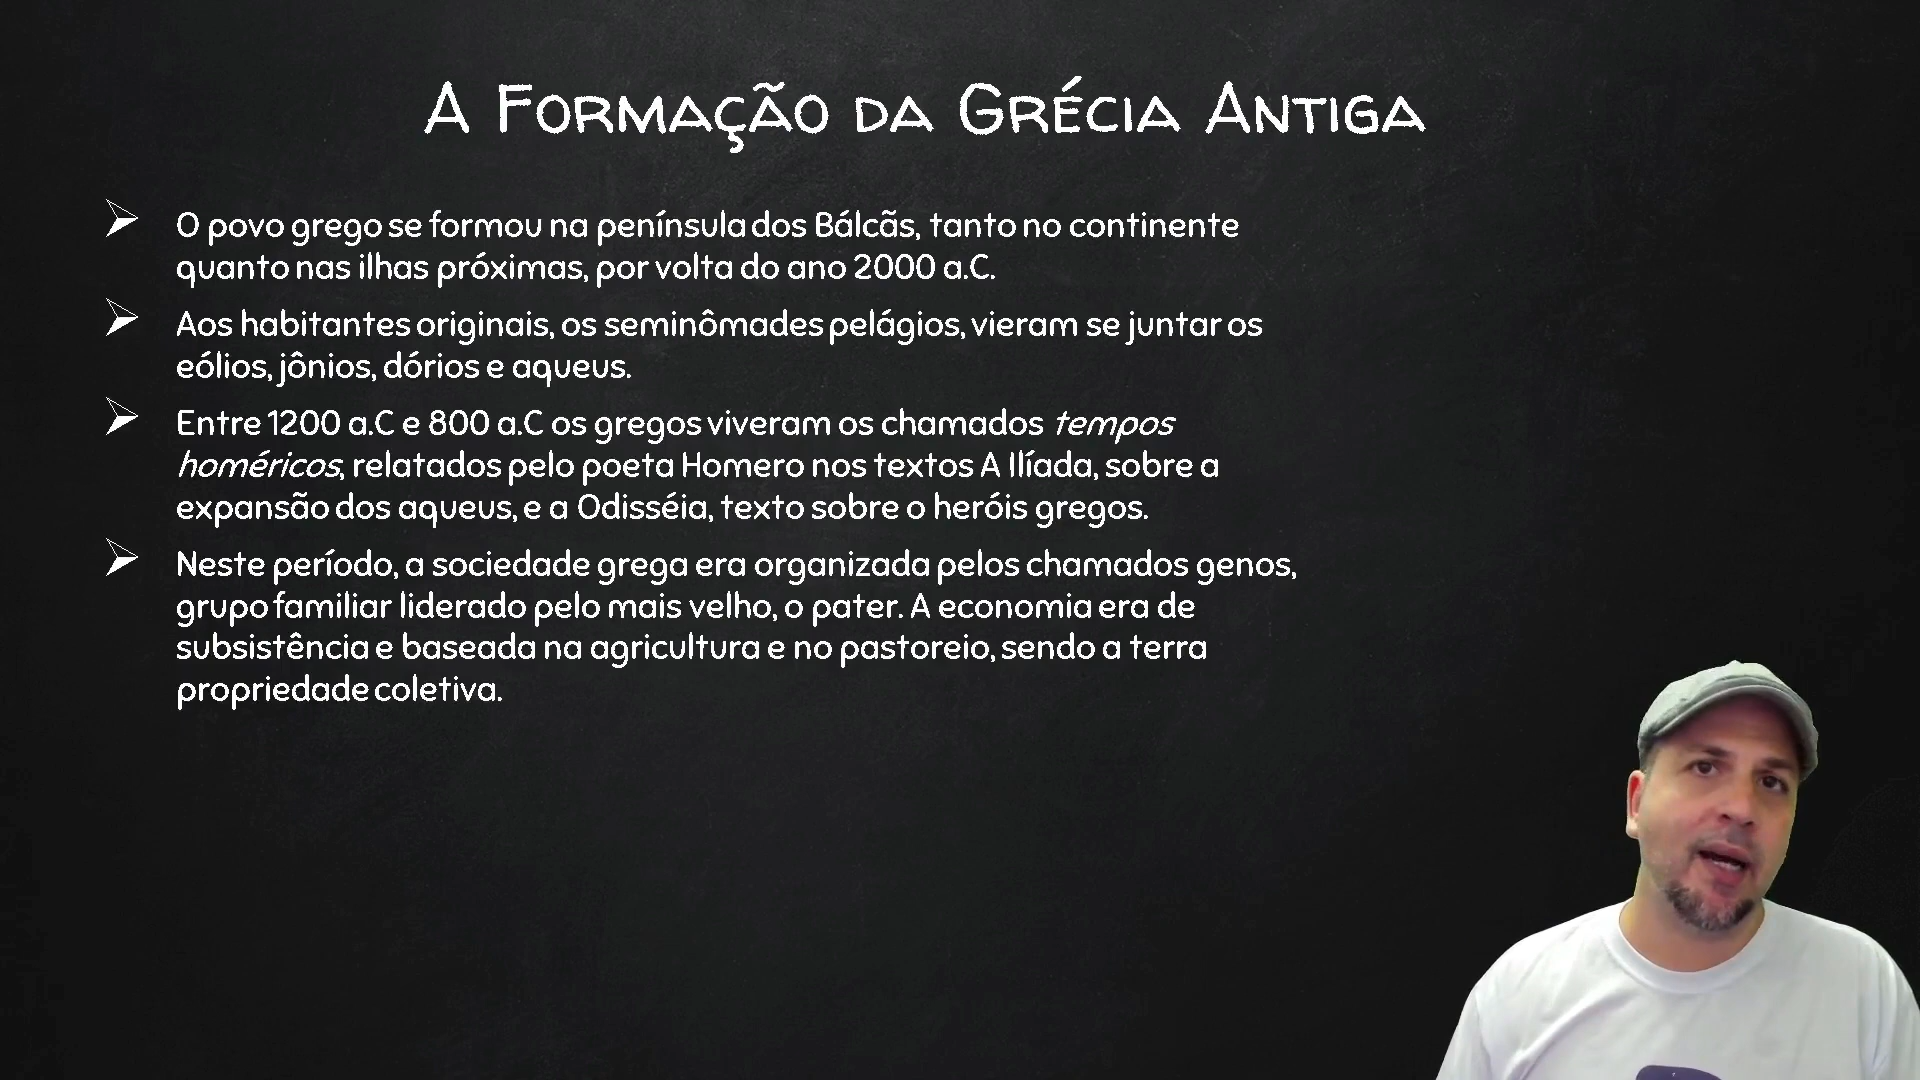 A Formação da Grécia Antiga
O povo grego se formou na península dos Bálcãs, tanto no continente
quanto nas ilhas próximas, por volta do ano 2000 a.C.
Aos habitantes originais, os seminômades pelágios, vieram se juntar os
eólios, jônios, dórios e aqueus.
Entre 1200 a.C e 800 a.C os gregos viveram os chamados tempos
homéricos, relatados pelo poeta Homero nos textos A Ilíada, sobre a
expansão dos aqueus, e a Odisséia, texto sobre o heróis gregos.
Neste período, a sociedade grega era organizada pelos chamados genos,
grupo familiar liderado pelo mais velho, o pater. A economia era de
subsistência e baseada na agricultura e no pastoreio, sendo a terra
propriedade coletiva.